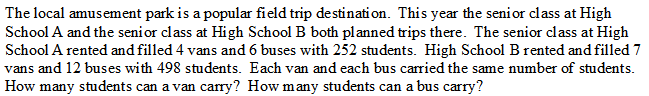 The local amusement park is a popular field trip destination.  This year the senior class at High
School A and the senior class at High School B both planned trips there.  The senior class at High
School A rented and filled 4 vans and 6 buses with 252 students.  High School B rented and filled 7
vans and 12 buses with 498 students.  Each van and each bus carried the same number of students.
How many students can a van carry?  How many students can a bus carry?